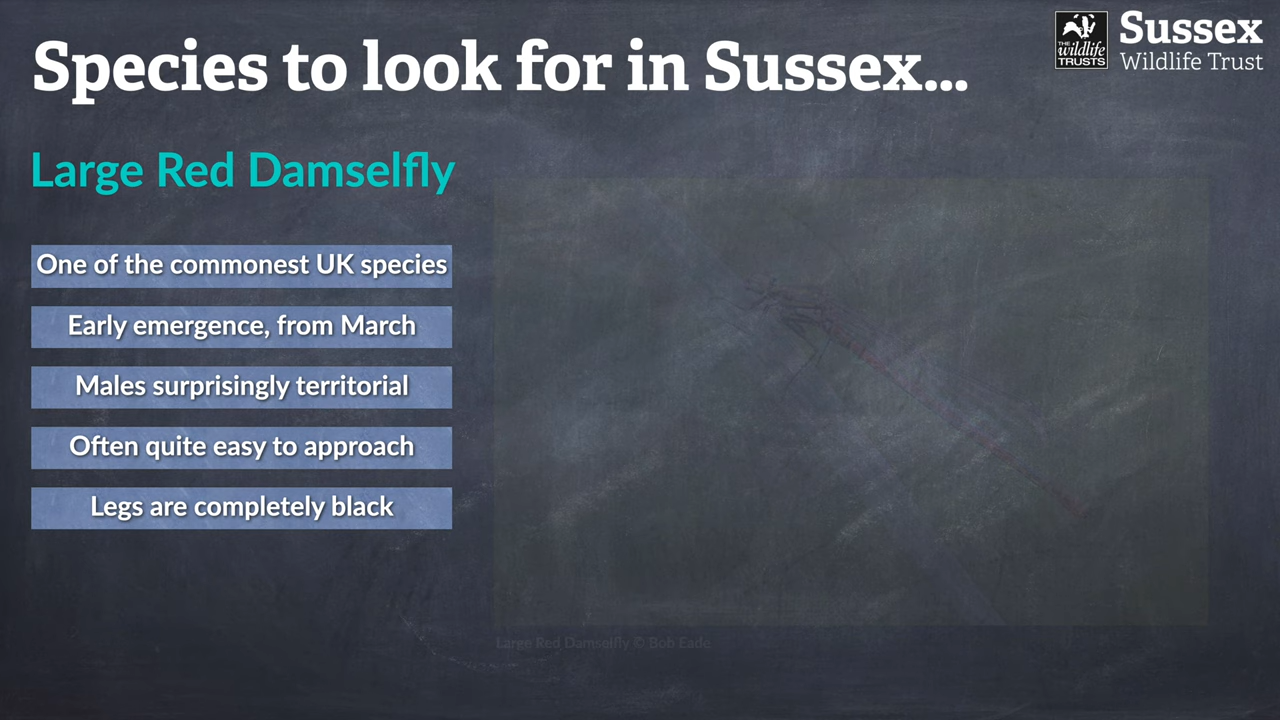 Species to look for in Sussex...
THE
wildlife
TRUSTS
Sussex
Wildlife Trust
Large Red Damselfly
One of the commonest UK species
Early emergence, from March
Males surprisingly territorial
Often quite easy to approach
Legs are completely black
Large Red Damselfly © Bob Eade